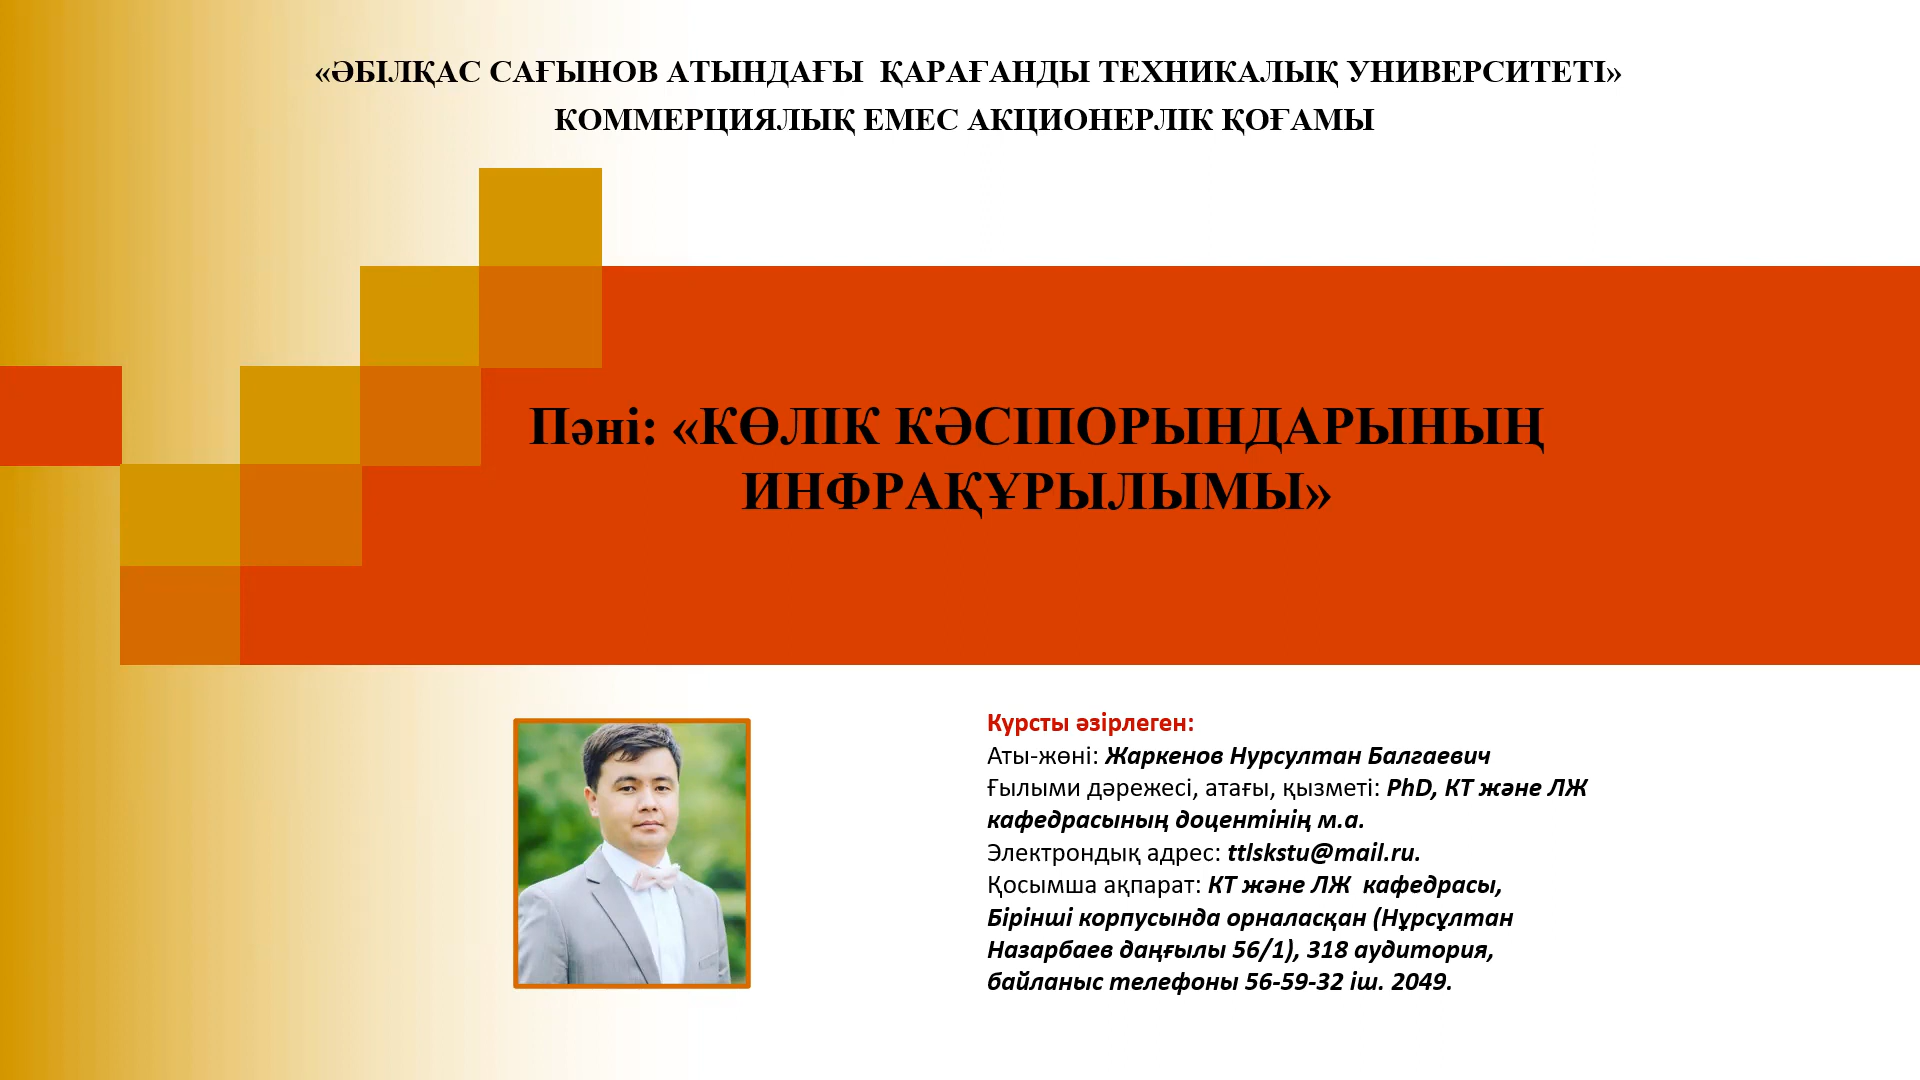 «ӘБІЛҚАС САҒЫНОВ АТЫНДАҒЫ ҚАРАҒАНДЫ ТЕХНИКАЛЫҚ УНИВЕРСИТЕТІ»
КОММЕРЦИЯЛЫҚ ЕМЕС АКЦИОНЕРЛІК ҚОҒАМЫ
Пәні: «КӨЛІК КӘСІПОРЫНДАРЫНЫҢ
ИНФРАҚҰРЫЛЫМЫ»
Курсты әзірлеген:
Аты-жөні: Жаркенов Нурсултан Балгаевич
Ғылыми дәрежесі, атағы, қызметі: PhD, КТ және ЛЖ
кафедрасының доцентінің м.а.
Электрондық адрес: ttlskstu@mail.ru.
Қосымша ақпарат: КТ және ЛЖ кафедрасы,
Бірінші корпусында орналасқан (Нұрсұлтан
Назарбаев даңғылы 56/1), 318 аудитория,
байланыс телефоны 56-59-32 іш. 2049.